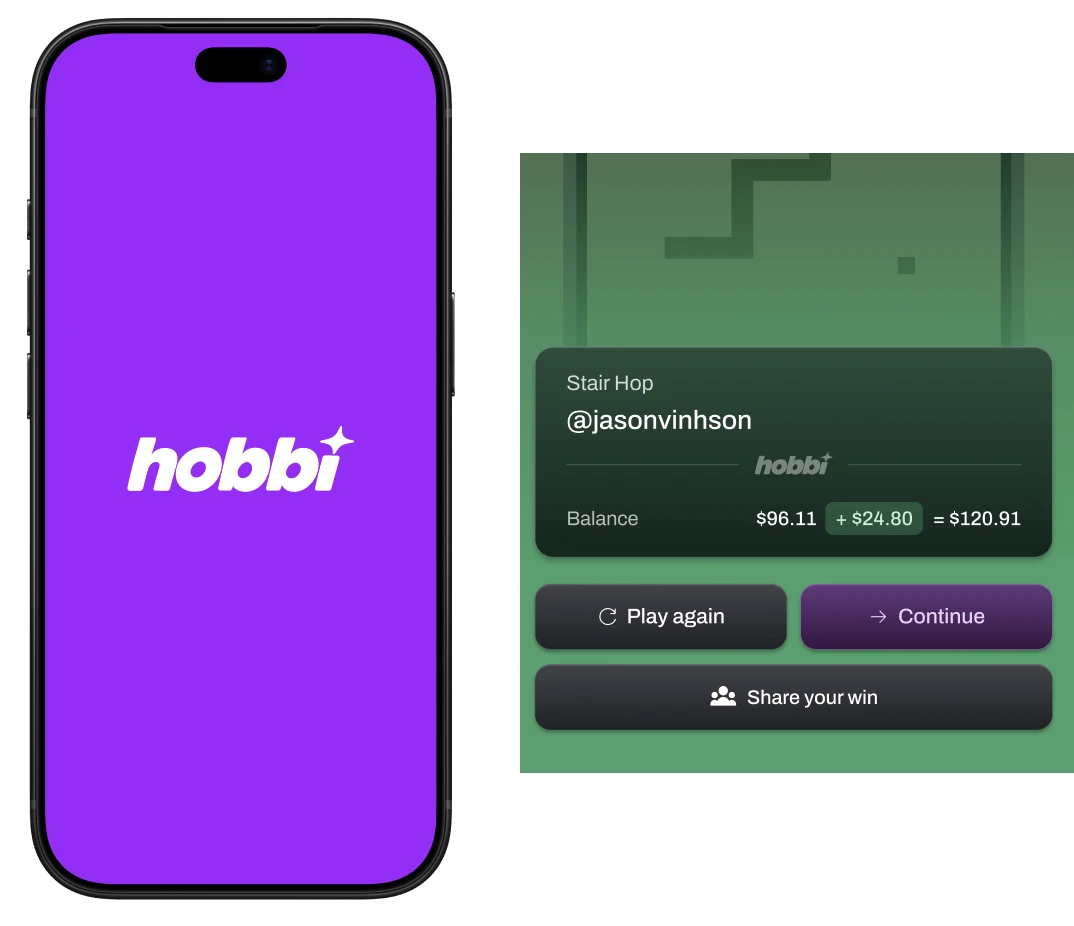 hobbi
Stair Hop
@jasonvinhson
hobbi
Balance $96.11 + $24.80 = $120.91
Play again
Continue
Share your win